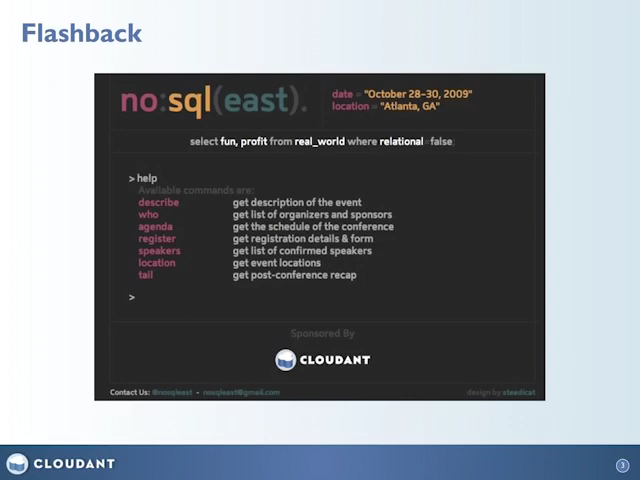 Flashback
no:sql(east).
date = "October 28-30, 2009"
location = "Atlanta, GA"
select fun, profit from real_world where relational=false;
> help
Available commands are:
describe get description of the event
who get list of organizers and sponsors
agenda get the schedule of the conference
register get registration details & form
speakers get list of confirmed speakers
location get event locations
tail get post-conference recap
>
Sponsored By
CLOUDANT
Contact Us: @nosqleast - nosqleast@gmail.com
design by steedicat
CLOUDANT
3